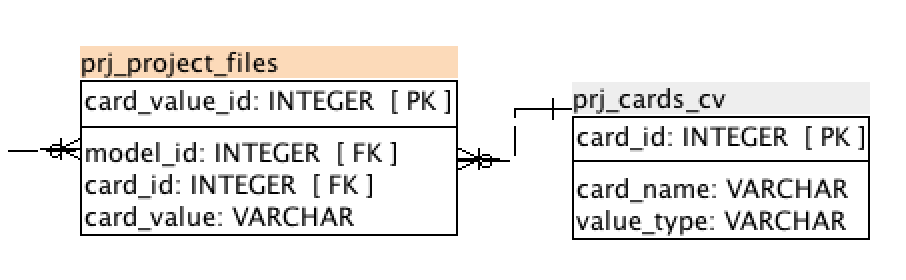 prj_project_files
card_value_id: INTEGER  [ PK ]
model_id: INTEGER  [ FK ]
card_id: INTEGER  [ FK ]
card_value: VARCHAR
prj_cards_cv
card_id: INTEGER  [ PK ]
card_name: VARCHAR
value_type: VARCHAR